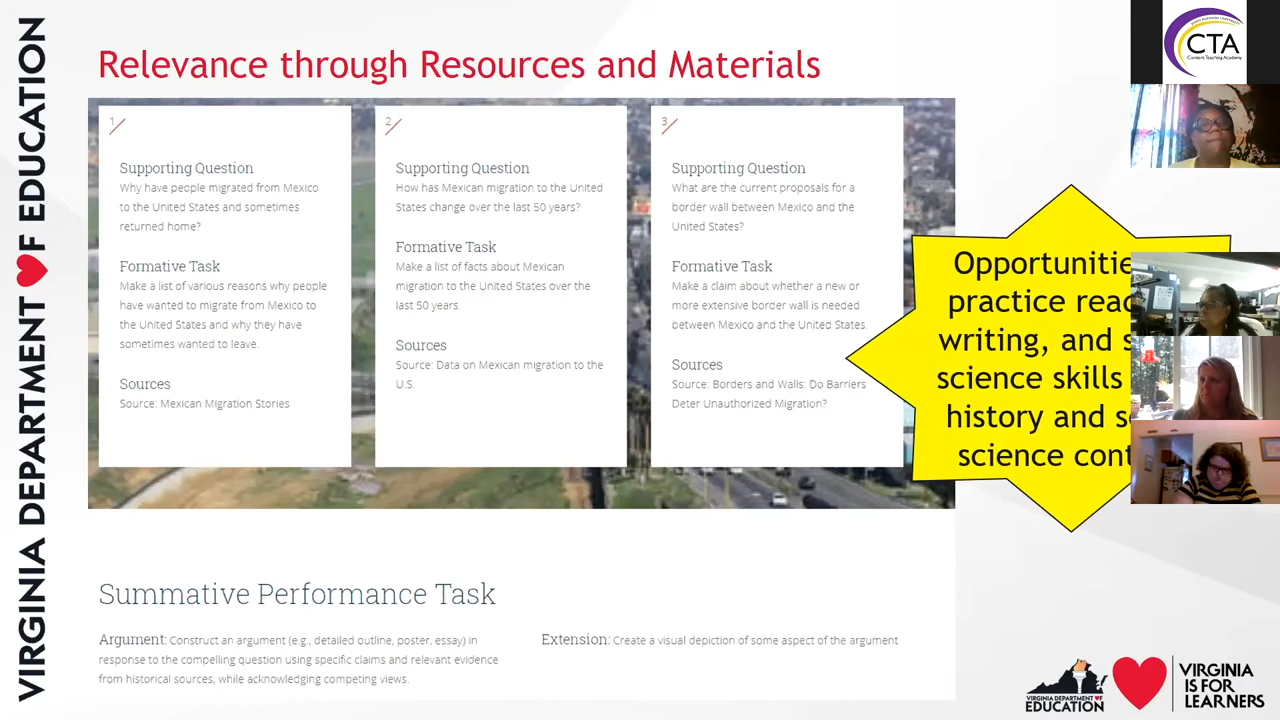 VIRGINIA DEPARTMENT OF EDUCATION
Relevance through Resources and Materials
1
Supporting Question
Why have people migrated from Mexico
to the United States and sometimes
returned home?
Formative Task
Make a list of various reasons why people
have wanted to migrate from Mexico to
the United States and why they have
sometimes wanted to leave.
Sources
Source: Mexican Migration Stories
2
Supporting Question
How has Mexican migration to the United
States change over the last 50 years?
Formative Task
Make a list of facts about Mexican
migration to the United States over the
last 50 years.
Sources
Source: Data on Mexican migration to the
U.S.
3
Supporting Question
What are the current proposals for a
border wall between Mexico and the
United States?
Formative Task
Make a claim about whether a new or
more extensive border wall is needed
between Mexico and the United States.
Sources
Source: Borders and Walls: Do Barriers
Deter Unauthorized Migration?
practice
writing, and
science skills
history and
science
Summative Performance Task
Argument: Construct an argument (e.g., detailed outline, poster, essay) in
response to the compelling question using specific claims and relevant evidence
from historical sources, while acknowledging competing views.
Extension: Create a visual depiction of some aspect of the argument
CTA
Content Teaching Academy
VIRGINIA DEPARTMENT OF
EDUCATION
VIRGINIA
IS FOR
LEARNERS